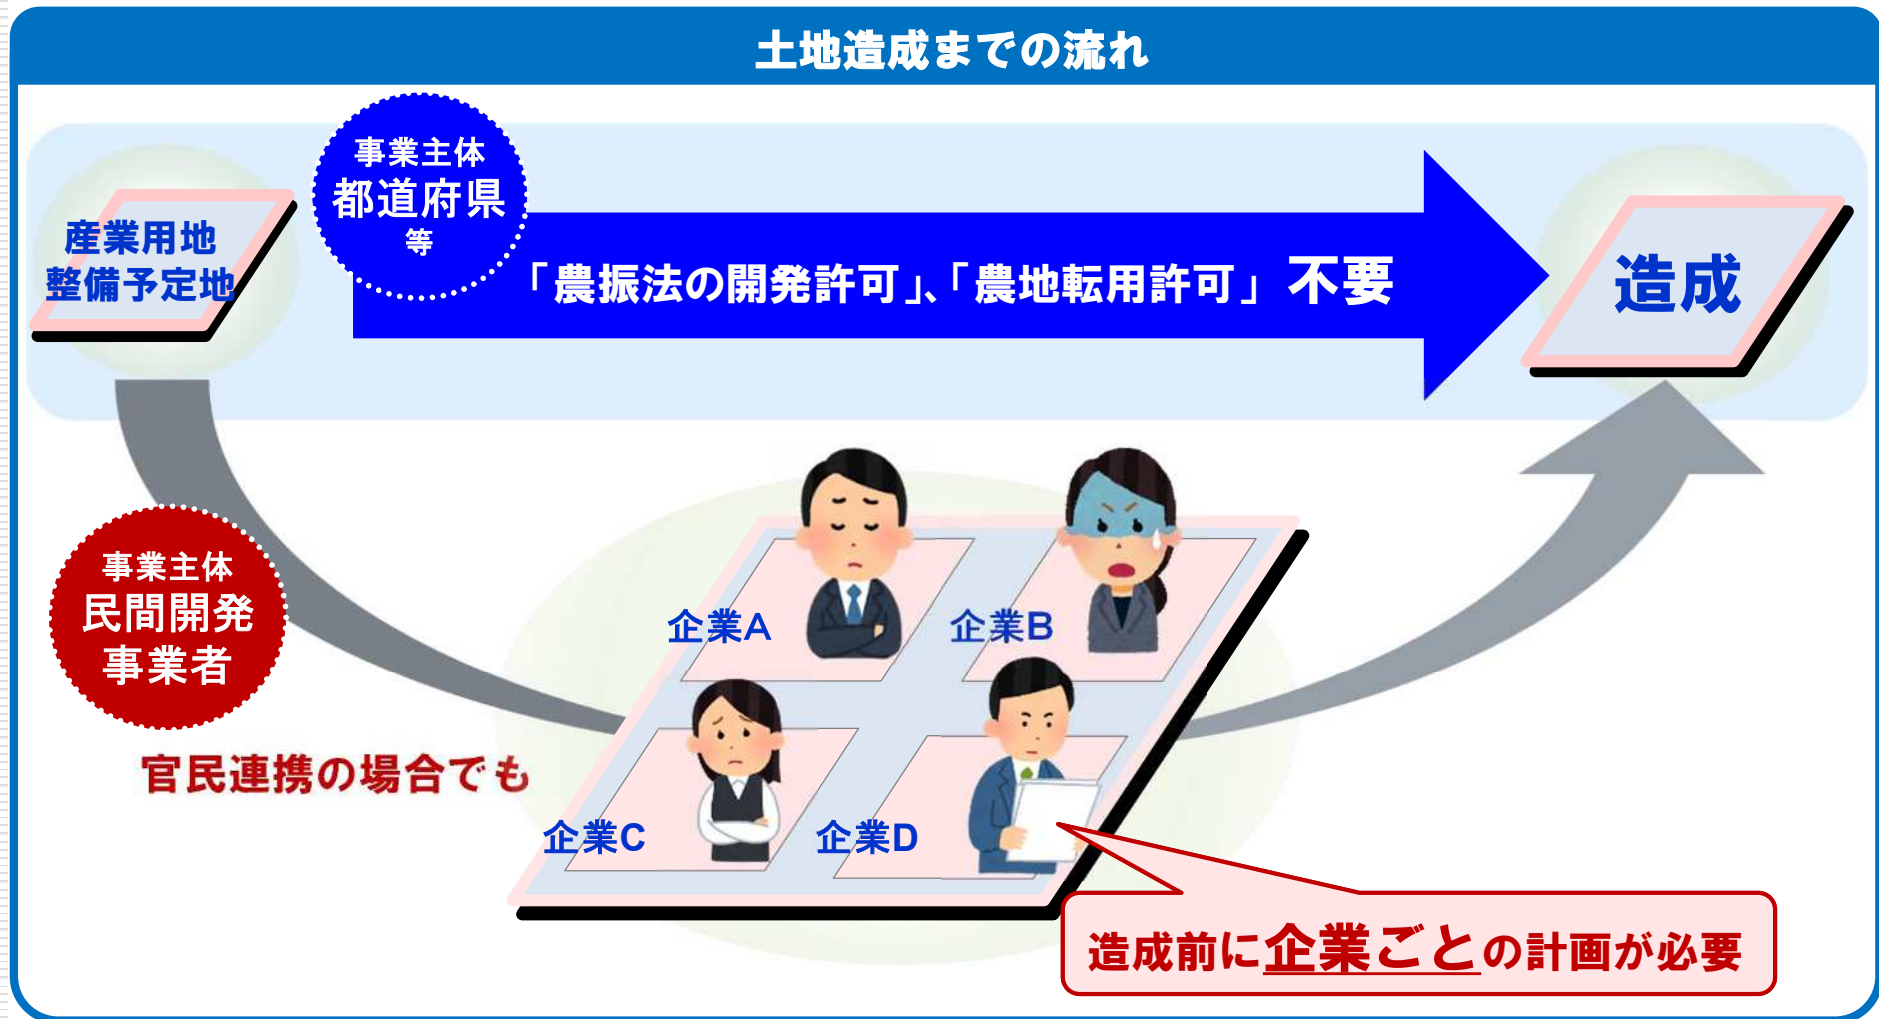 土地造成までの流れ
事業主体
都道府県
等
産業用地
整備予定地
「農振法の開発許可」、「農地転用許可」 不要
造成
事業主体
民間開発
事業者
官民連携の場合でも
企業A
企業B
企業C
企業D
造成前に企業ごとの計画が必要